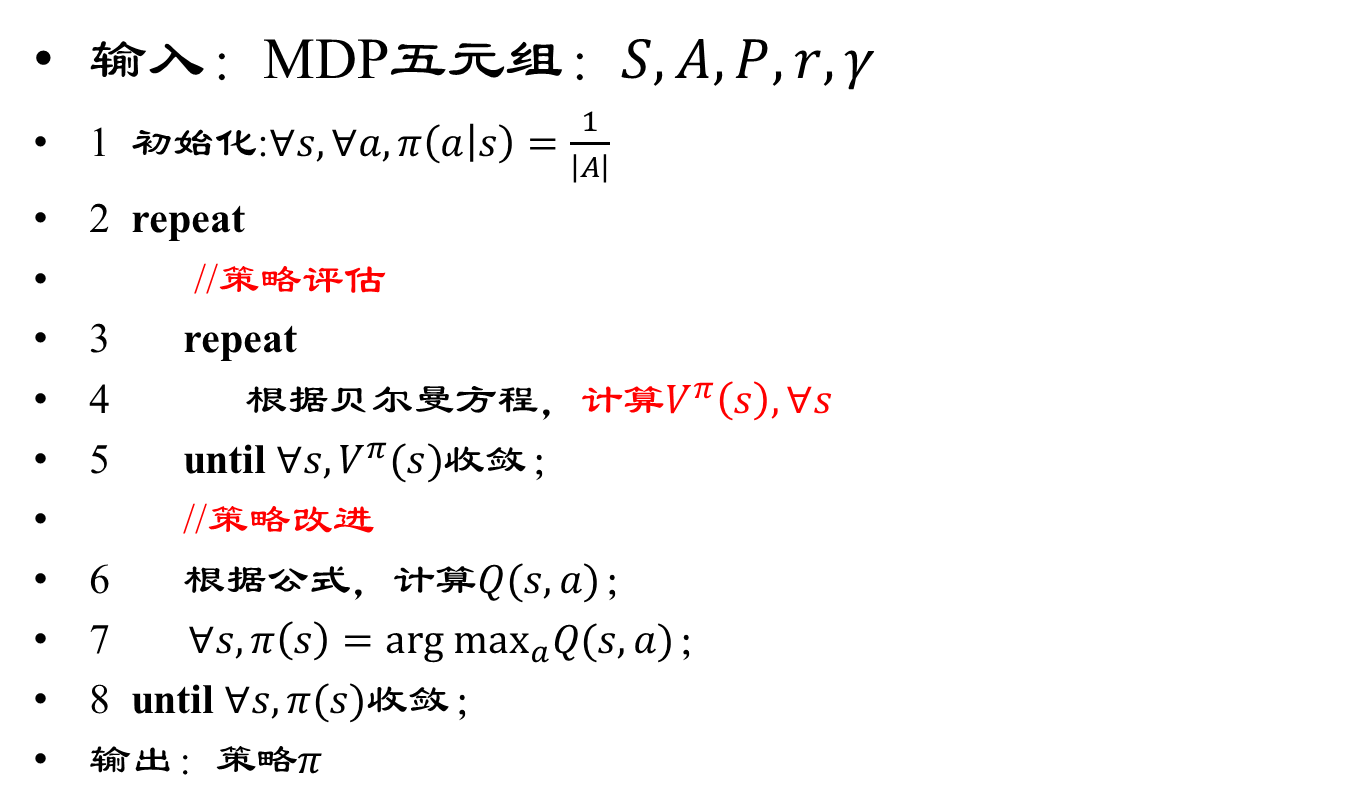 • 输入：MDP五元组：S, A, P, r, γ
• 1 初始化:∀s, ∀a, π(a|s) = 1/|A|
• 2 repeat
• //策略评估
• 3 repeat
• 4 根据贝尔曼方程，计算V^π(s), ∀s
• 5 until ∀s, V^π(s)收敛；
• //策略改进
• 6 根据公式，计算Q(s, a)；
• 7 ∀s, π(s) = arg max_a Q(s, a)；
• 8 until ∀s, π(s)收敛；
• 输出：策略π